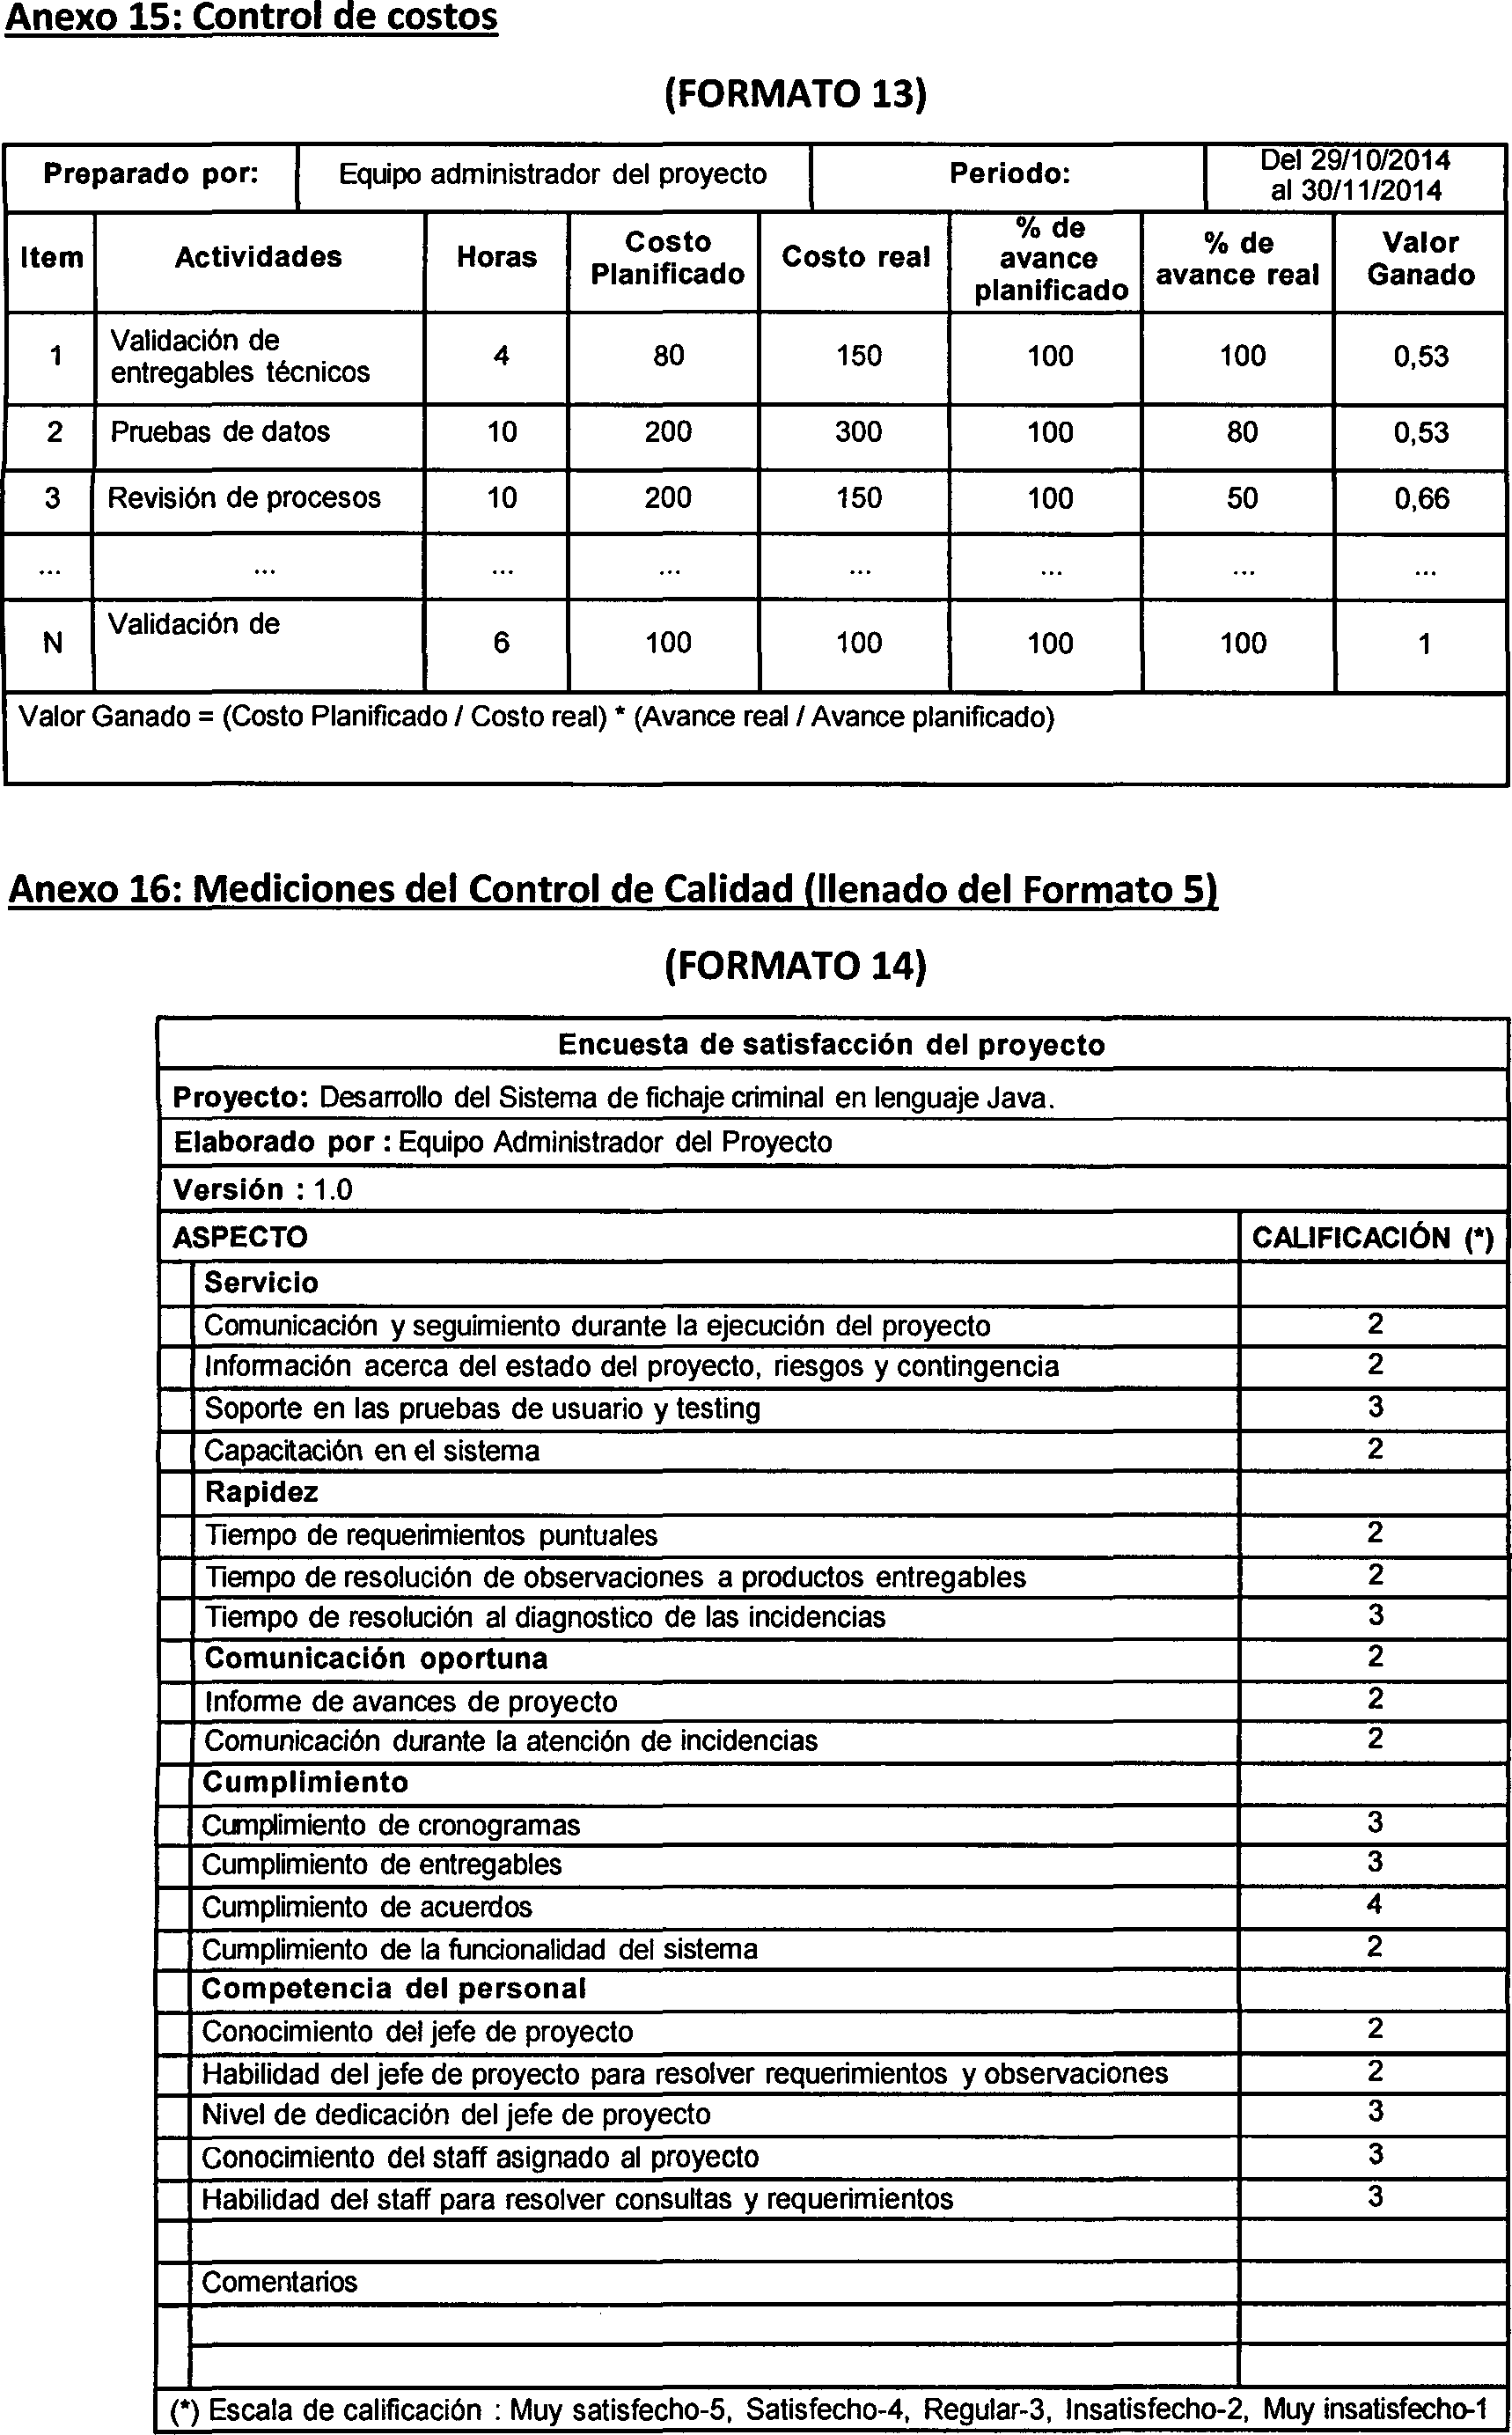 Anexo 15: Control de costos
(FORMATO 13)
Preparado por: Equipo administrador del proyecto Periodo: Del 29/10/2014 al 30/11/2014
Item Actividades Horas Costo Planificado Costo real % de avance planificado % de avance real Valor Ganado
1 Validación de entregables técnicos 4 80 150 100 100 0,53
2 Pruebas de datos 10 200 300 100 80 0,53
3 Revisión de procesos 10 200 150 100 50 0,66
... ... ... ... ... ... ... ...
N Validación de 6 100 100 100 100 1
Valor Ganado = (Costo Planificado / Costo real) * (Avance real / Avance planificado)
Anexo 16: Mediciones del Control de Calidad (llenado del Formato 5)
(FORMATO 14)
Encuesta de satisfacción del proyecto
Proyecto: Desarrollo del Sistema de fichaje criminal en lenguaje Java.
Elaborado por : Equipo Administrador del Proyecto
Versión : 1.0
ASPECTO CALIFICACIÓN (*)
Servicio
Comunicación y seguimiento durante la ejecución del proyecto 2
Información acerca del estado del proyecto, riesgos y contingencia 2
Soporte en las pruebas de usuario y testing 3
Capacitación en el sistema 2
Rapidez
Tiempo de requerimientos puntuales 2
Tiempo de resolución de observaciones a productos entregables 2
Tiempo de resolución al diagnostico de las incidencias 3
Comunicación oportuna 2
Informe de avances de proyecto 2
Comunicación durante la atención de incidencias 2
Cumplimiento
Cumplimiento de cronogramas 3
Cumplimiento de entregables 3
Cumplimiento de acuerdos 4
Cumplimiento de la funcionalidad del sistema 2
Competencia del personal
Conocimiento del jefe de proyecto 2
Habilidad del jefe de proyecto para resolver requerimientos y observaciones 2
Nivel de dedicación del jefe de proyecto 3
Conocimiento del staff asignado al proyecto 3
Habilidad del staff para resolver consultas y requerimientos 3
Comentarios
(*) Escala de calificación : Muy satisfecho-5, Satisfecho-4, Regular-3, Insatisfecho-2, Muy insatisfecho-1